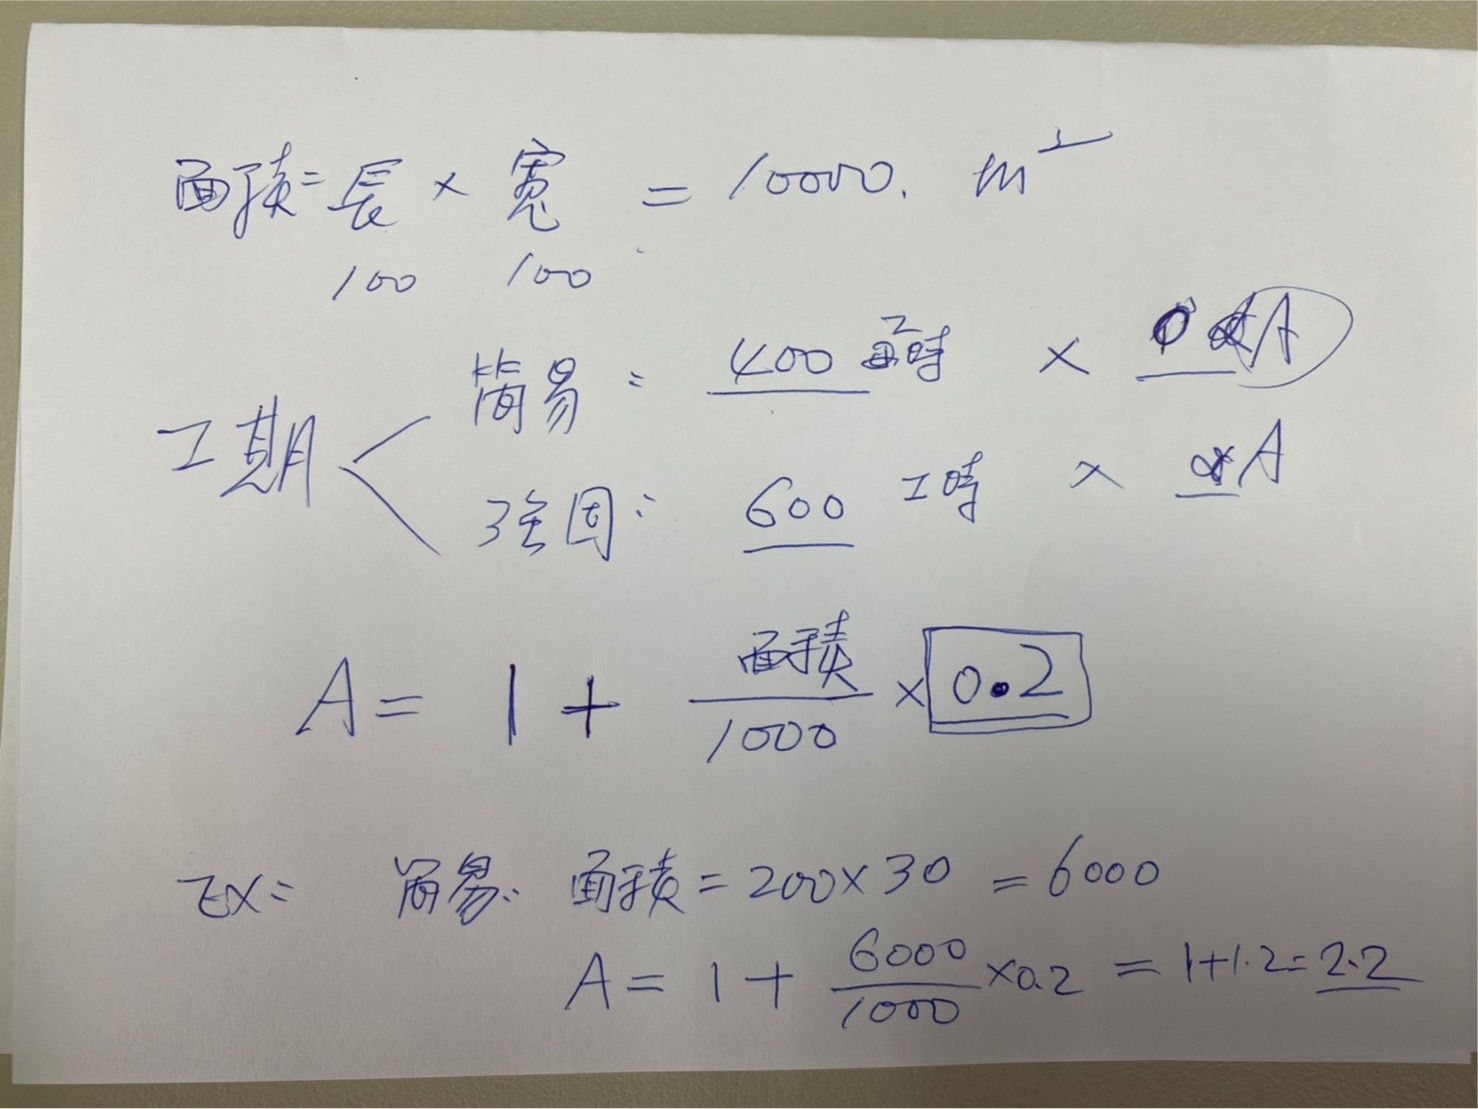 面積=長×寬=10000. m²
100 100
工期
簡易: 400 工時 × A
強固: 600 工時 × A
A= 1+ 面積/1000 ×0.2
EX= 簡易: 面積=200×30=6000
A=1+ 6000/1000 ×0.2=1+1.2=2.2